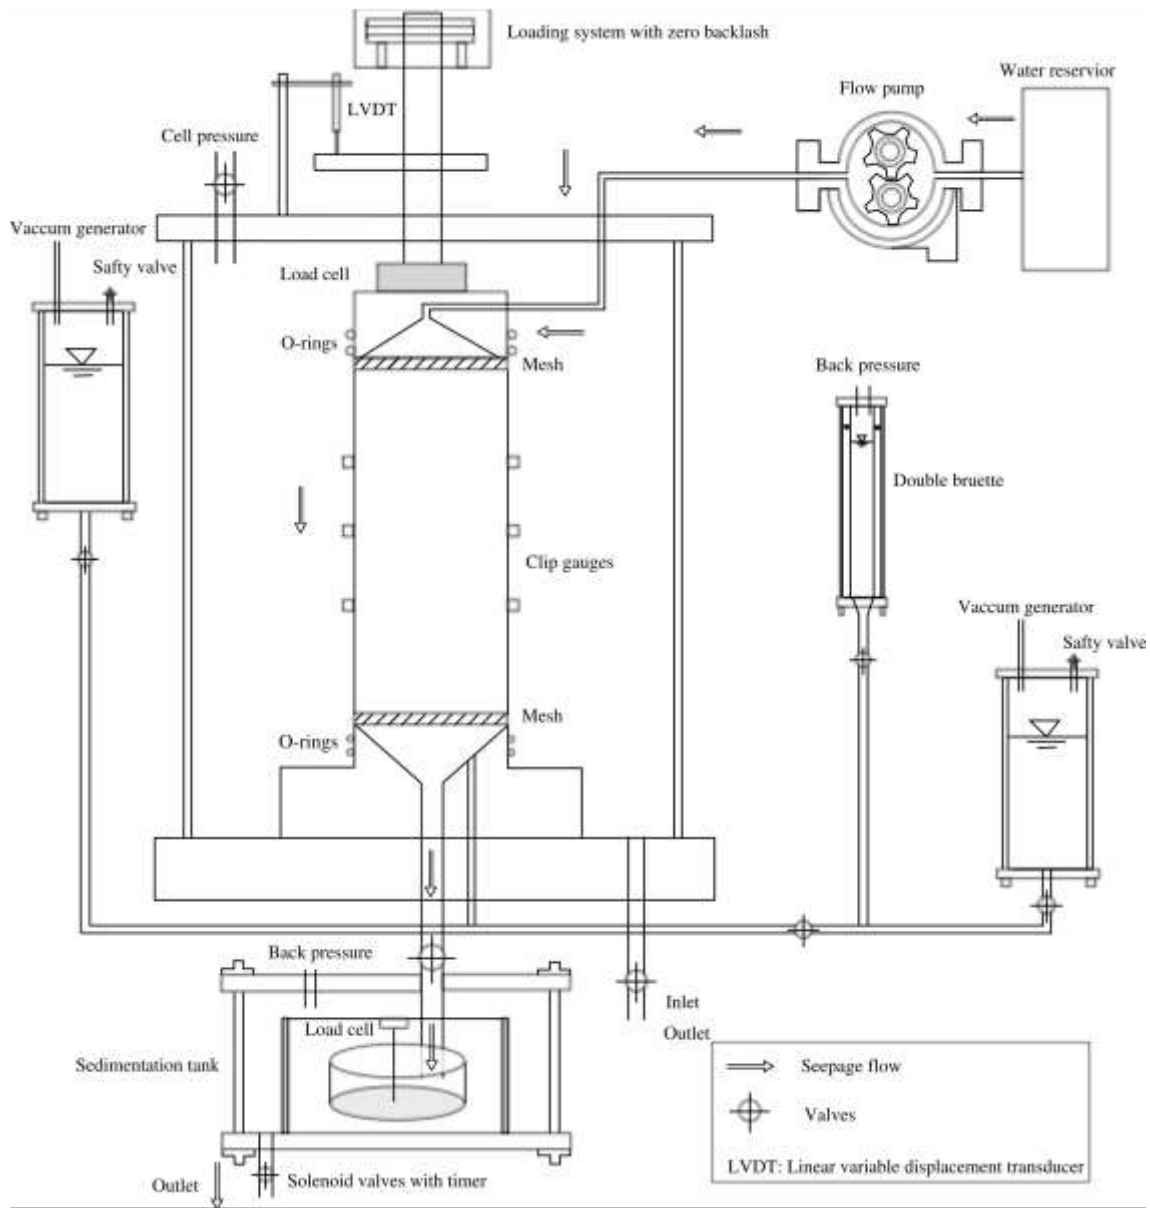 Loading system with zero backlash
Water reservior
Flow pump
LVDT
Cell pressure
Vaccum generator
Safty valve
Load cell
O-rings
Mesh
Back pressure
Double bruette
Clip gauges
Vaccum generator
Safty valve
Mesh
O-rings
Back pressure
Inlet
Outlet
Load cell
Sedimentation tank
Seepage flow
Valves
LVDT: Linear variable displacement transducer
Solenoid valves with timer
Outlet